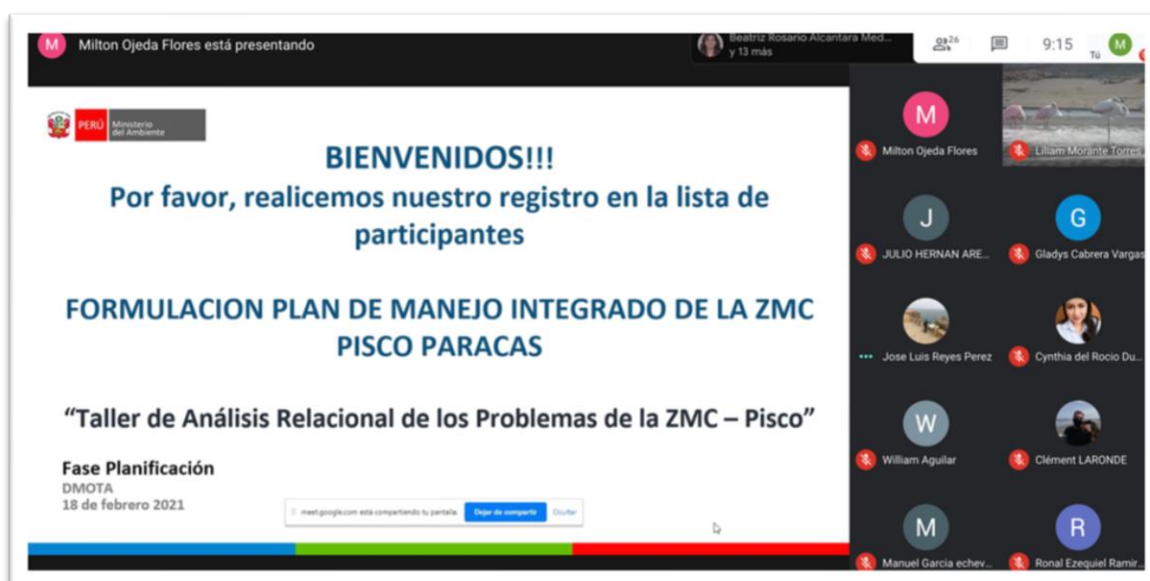 M Milton Ojeda Flores está presentando
Beatriz Rosario Alcantara Med...
y 13 más
26
9:15
Tú
M
PERÚ Ministerio
del Ambiente
BIENVENIDOS!!!
Por favor, realicemos nuestro registro en la lista de
participantes
FORMULACION PLAN DE MANEJO INTEGRADO DE LA ZMC
PISCO PARACAS
“Taller de Análisis Relacional de los Problemas de la ZMC – Pisco”
Fase Planificación
DMOTA
18 de febrero 2021
meet.google.com está compartiendo tu pantalla. Dejar de compartir Ocultar
M
Milton Ojeda Flores
Liliam Morante Torres
J
JULIO HERNAN ARE...
G
Gladys Cabrera Vargas
Jose Luis Reyes Perez
Cynthia del Rocio Du...
W
William Aguilar
Clément LARONDE
M
Manuel Garcia echev...
R
Ronal Ezequiel Ramir...